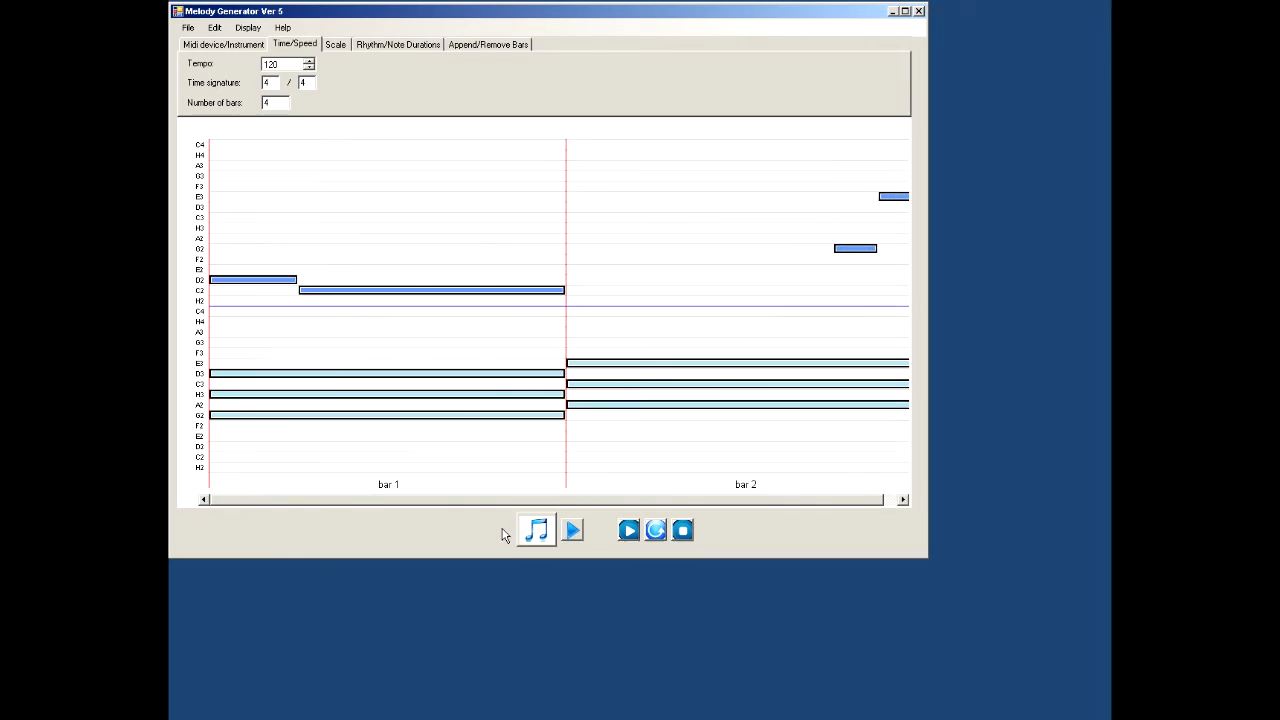 Melody Generator Ver 5
File Edit Display Help
Midi device/Instrument Time/Speed Scale Rhythm/Note Durations Append/Remove Bars
Tempo: 120
Time signature: 4 / 4
Number of bars: 4
C4
H4
A3
G3
F3
E3
D3
C3
H3
A2
G2
F2
E2
D2
C2
H2
C4
H4
A3
G3
F3
E3
D3
C3
H3
A2
G2
F2
E2
D2
C2
H2
bar 1 bar 2